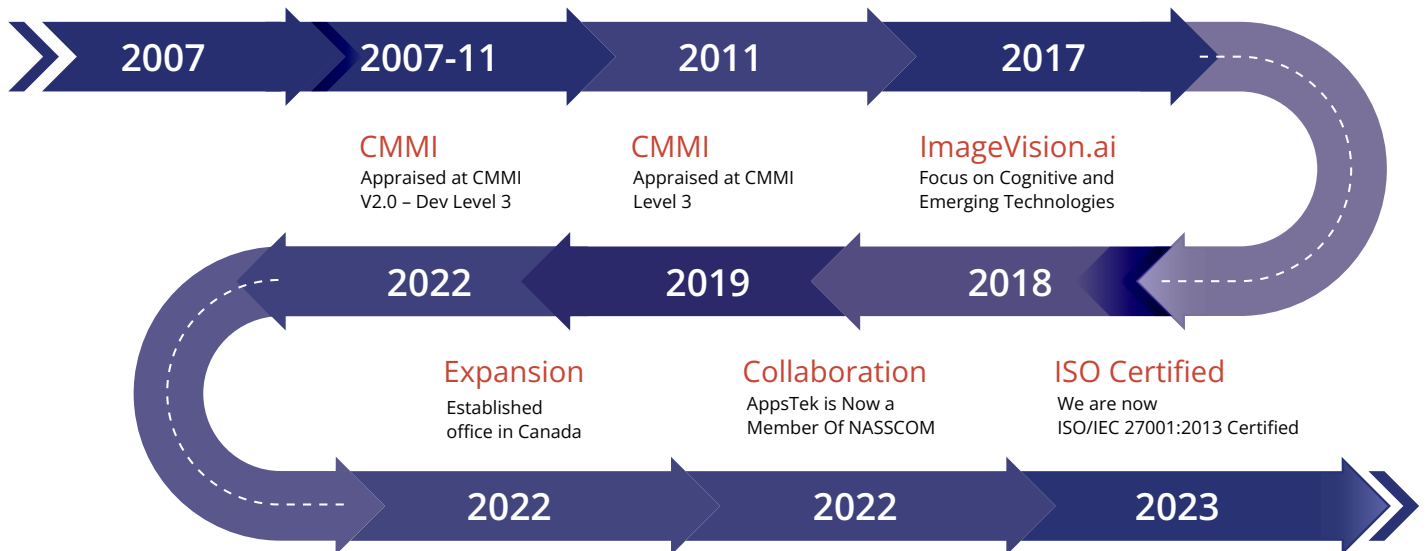 2007
2007-11
2011
2017
CMMI
Appraised at CMMI
V2.0 – Dev Level 3
CMMI
Appraised at CMMI
Level 3
ImageVision.ai
Focus on Cognitive and
Emerging Technologies
2022
2019
2018
Expansion
Established
office in Canada
Collaboration
AppsTek is Now a
Member Of NASSCOM
ISO Certified
We are now
ISO/IEC 27001:2013 Certified
2022
2022
2023